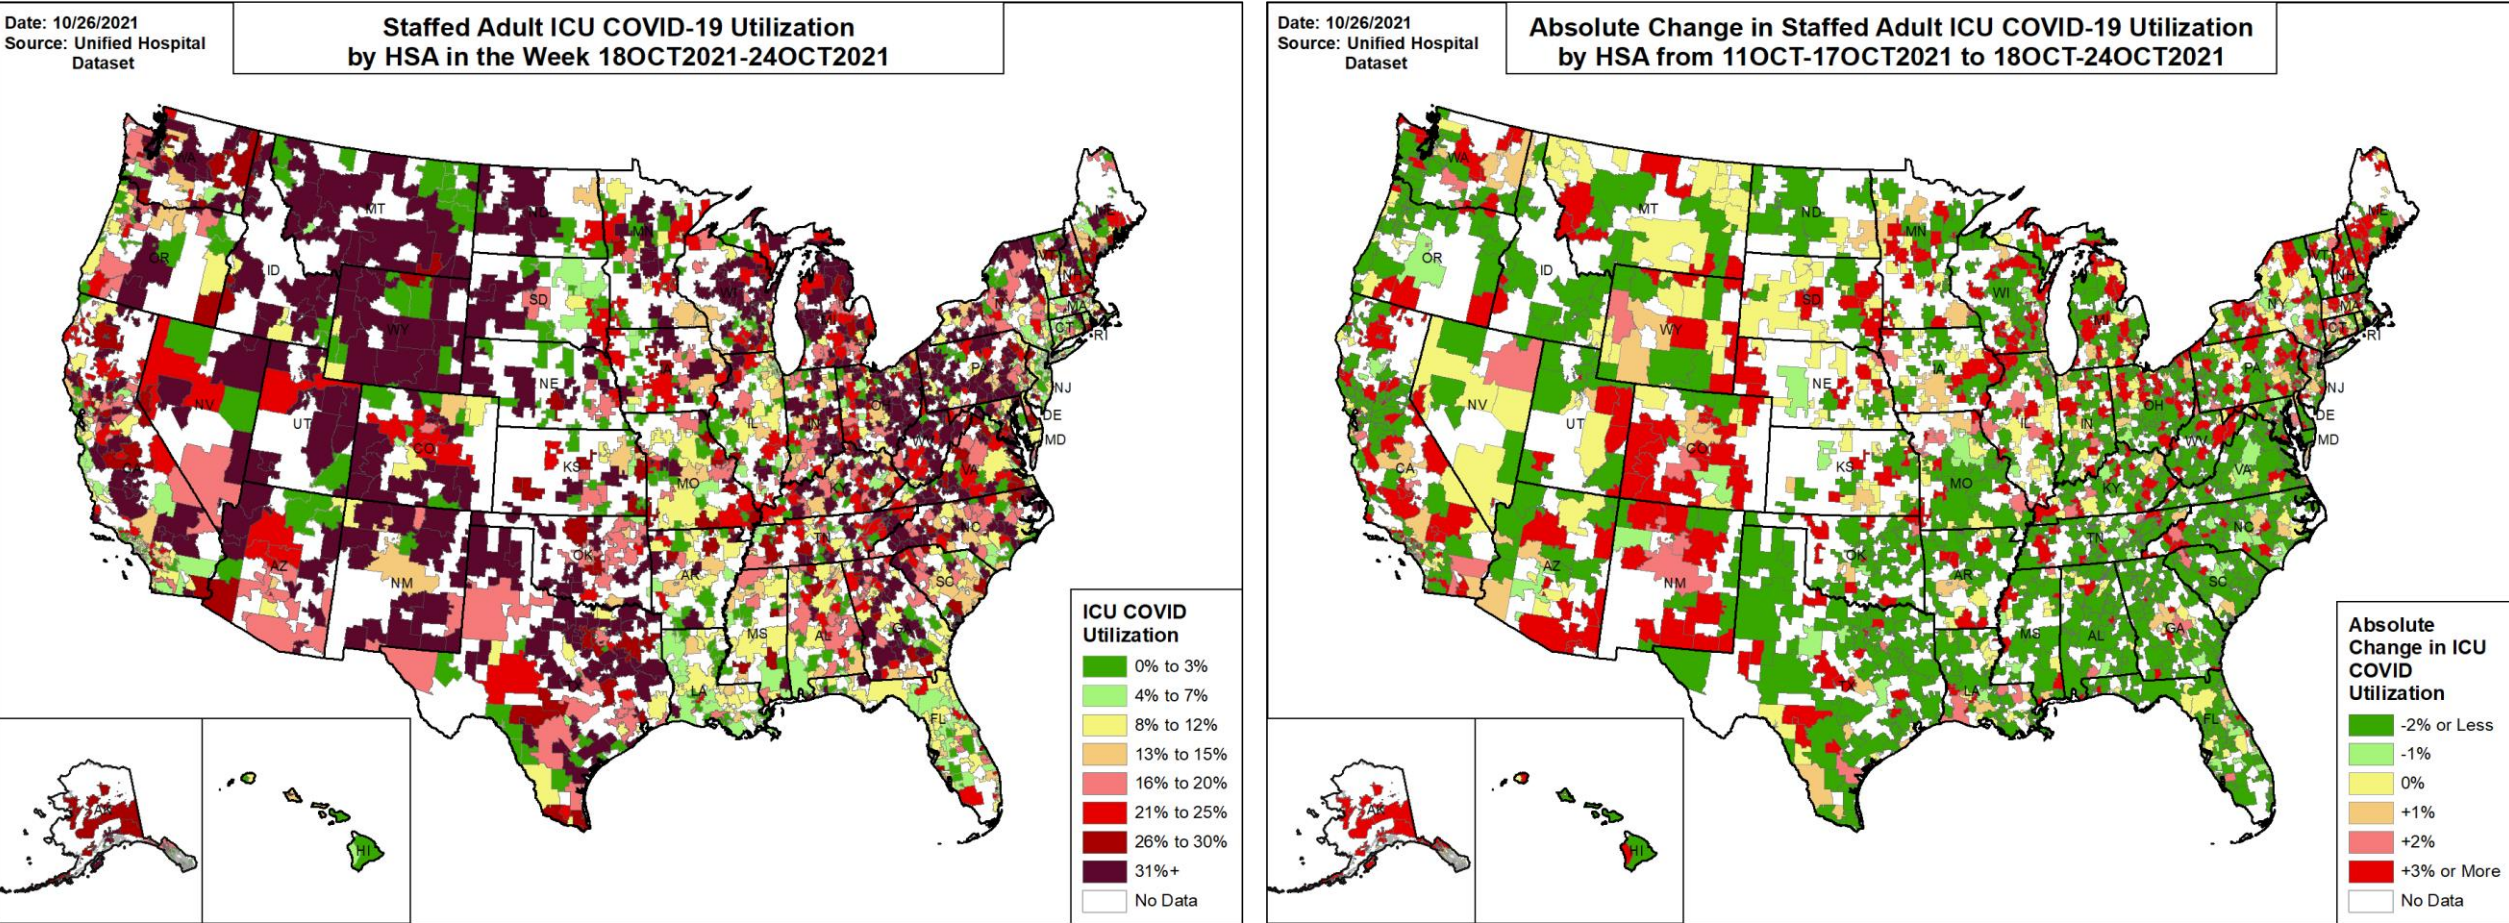 Date: 10/26/2021
Source: Unified Hospital
Dataset
Staffed Adult ICU COVID-19 Utilization
by HSA in the Week 18OCT2021-24OCT2021
WA
MT
ND
MN
ME
OR
ID
SD
WI
VT
NH
WY
MI
NY
MA
CT
RI
NV
UT
NE
IA
PA
NJ
CO
IL
IN
OH
DE
MD
CA
KS
MO
WV
VA
AZ
NM
OK
TN
NC
AR
SC
MS
AL
GA
LA
FL
AK
HI
ICU COVID
Utilization
0% to 3%
4% to 7%
8% to 12%
13% to 15%
16% to 20%
21% to 25%
26% to 30%
31%+
No Data
Date: 10/26/2021
Source: Unified Hospital
Dataset
Absolute Change in Staffed Adult ICU COVID-19 Utilization
by HSA from 11OCT-17OCT2021 to 18OCT-24OCT2021
WA
MT
ND
MN
ME
OR
ID
SD
WI
VT
NH
WY
MI
NY
MA
CT
RI
NV
UT
NE
IA
PA
NJ
CO
IL
IN
OH
DE
MD
CA
KS
MO
WV
VA
KY
AZ
NM
OK
TN
NC
AR
SC
MS
AL
GA
TX
LA
FL
AK
HI
Absolute
Change in ICU
COVID
Utilization
-2% or Less
-1%
0%
+1%
+2%
+3% or More
No Data